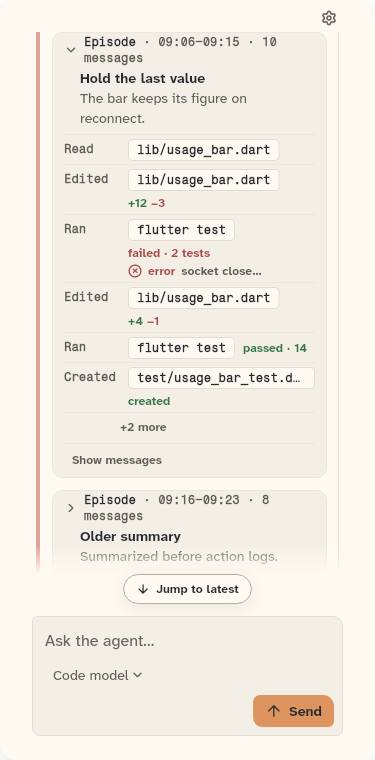 Episode · 09:06–09:15 · 10
messages
Hold the last value
The bar keeps its figure on
reconnect.
Read lib/usage_bar.dart
Edited lib/usage_bar.dart
+12 −3
Ran flutter test
failed · 2 tests
error socket close…
Edited lib/usage_bar.dart
+4 −1
Ran flutter test passed · 14
Created test/usage_bar_test.d…
created
+2 more
Show messages
Episode · 09:16–09:23 · 8
messages
Older summary
Summarized before action logs.
Jump to latest
Ask the agent...
Code model
Send